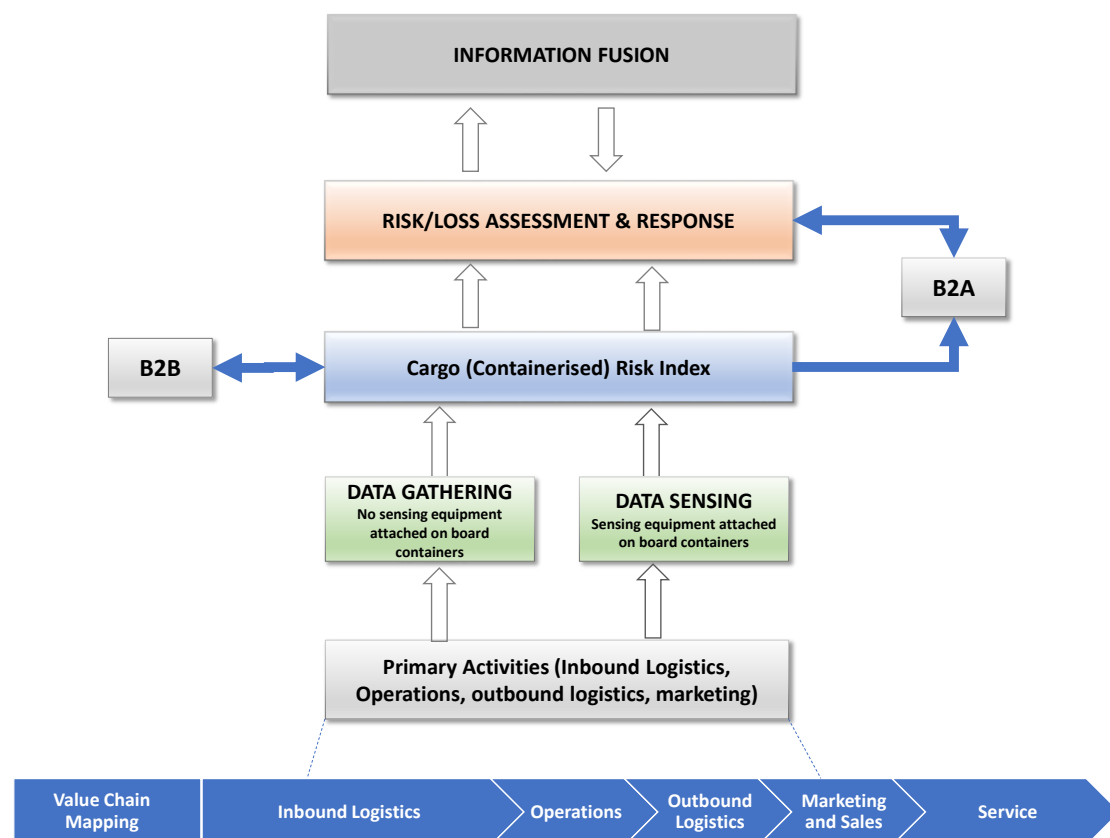 INFORMATION FUSION
RISK/LOSS ASSESSMENT & RESPONSE
B2A
B2B
Cargo (Containerised) Risk Index
DATA GATHERING
No sensing equipment
attached on board
containers
DATA SENSING
Sensing equipment attached
on board containers
Primary Activities (Inbound Logistics,
Operations, outbound logistics, marketing)
Value Chain
Mapping
Inbound Logistics
Operations
Outbound
Logistics
Marketing
and Sales
Service